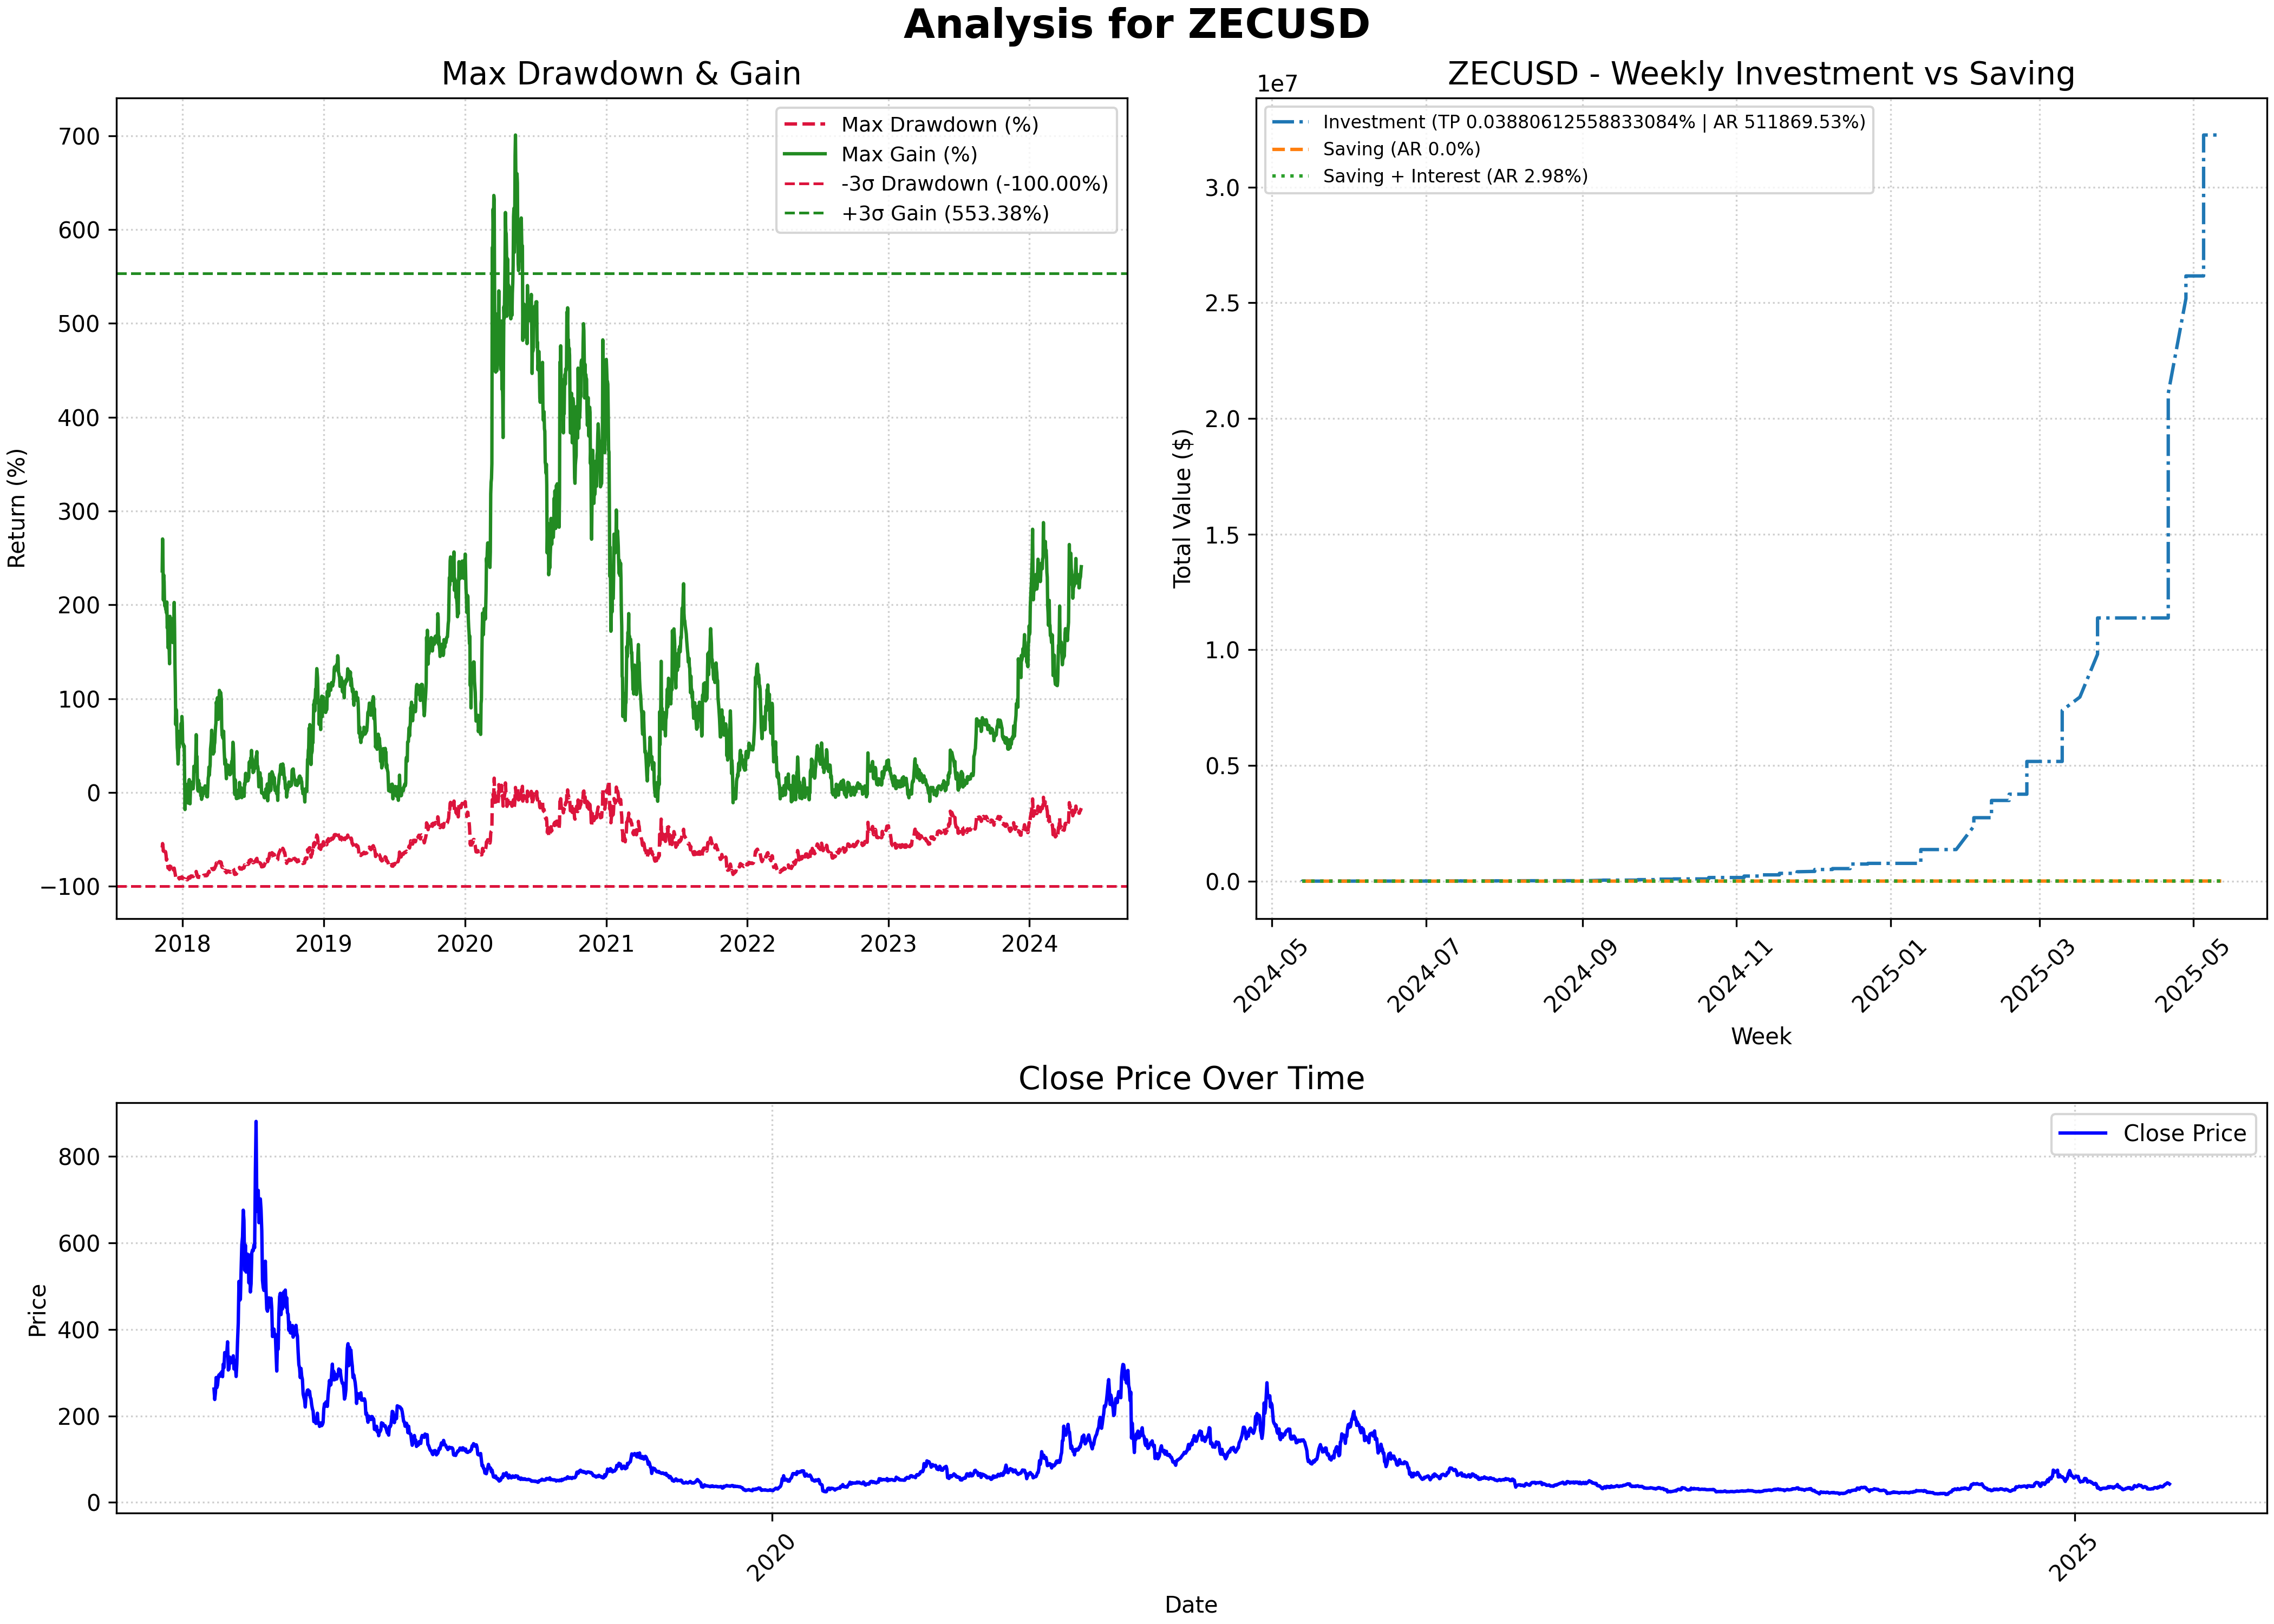 Analysis for ZECUSD
Max Drawdown & Gain
Return (%)
700
600
500
400
300
200
100
0
−100
2018
2019
2020
2021
2022
2023
2024
Max Drawdown (%)
Max Gain (%)
-3σ Drawdown (-100.00%)
+3σ Gain (553.38%)
ZECUSD - Weekly Investment vs Saving
1e7
Total Value ($)
3.0
2.5
2.0
1.5
1.0
0.5
0.0
Investment (TP 0.03880612558833084% | AR 511869.53%)
Saving (AR 0.0%)
Saving + Interest (AR 2.98%)
2024-05
2024-07
2024-09
2024-11
2025-01
2025-03
2025-05
Week
Close Price Over Time
Price
800
600
400
200
0
Close Price
2020
2025
Date